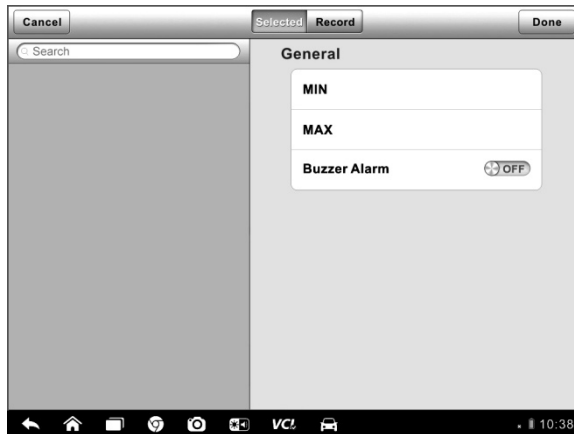 Cancel
Selected Record
Done
Search
General
MIN
MAX
Buzzer Alarm OFF
VCI 10:38